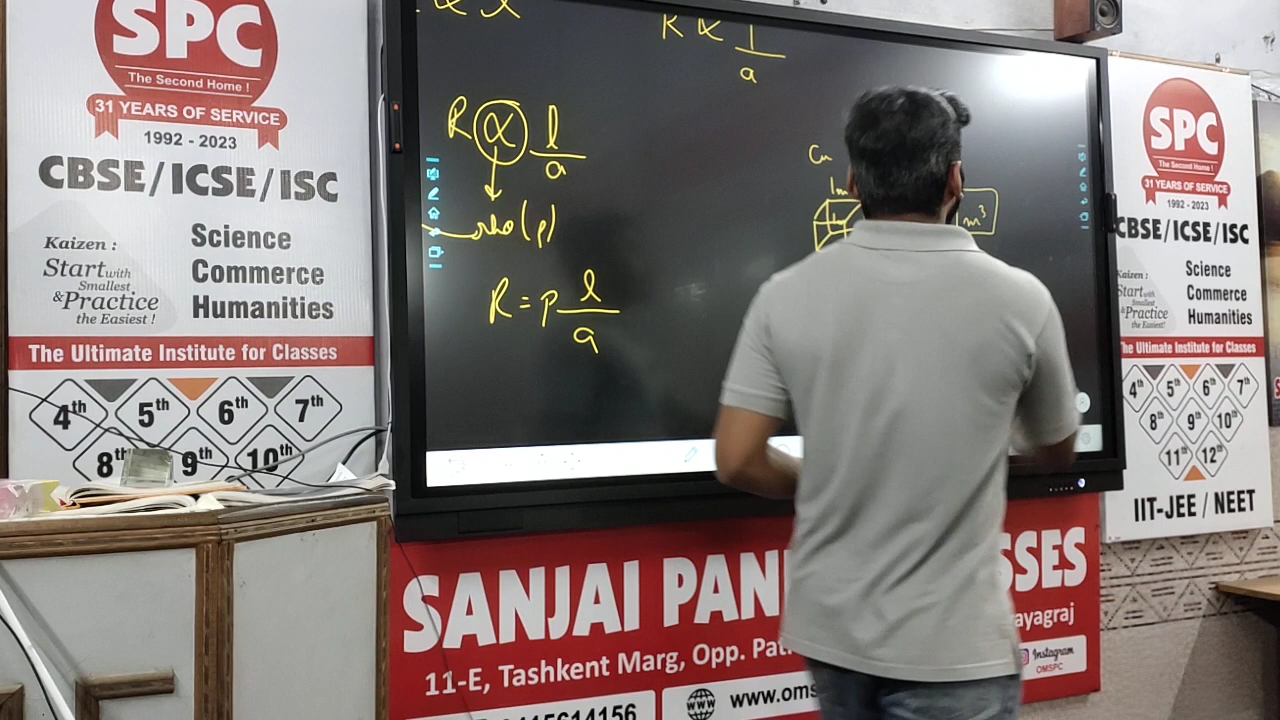 SPC
The Second Home !
31 YEARS OF SERVICE
1992 - 2023
CBSE/ICSE/ISC
Kaizen :
Start with
Smallest
& Practice
the Easiest !
Science
Commerce
Humanities
The Ultimate Institute for Classes
4th 5th 6th 7th
8th 9th 10th
R ∝ 1
a
R ∝ l
a
rho (ρ)
R = ρ l
a
Cu
1m
m³
SANJAI PAN SSES
11-E, Tashkent Marg, Opp. Pat ayagraj
Instagram
OMSPC
www.oms
SPC
The Second Home !
31 YEARS OF SERVICE
1992 - 2023
CBSE/ICSE/ISC
Kaizen :
Start with
Smallest
& Practice
the Easiest!
Science
Commerce
Humanities
The Ultimate Institute for Classes
4th 5th 6th 7th
8th 9th 10th
11th 12th
IIT-JEE / NEET